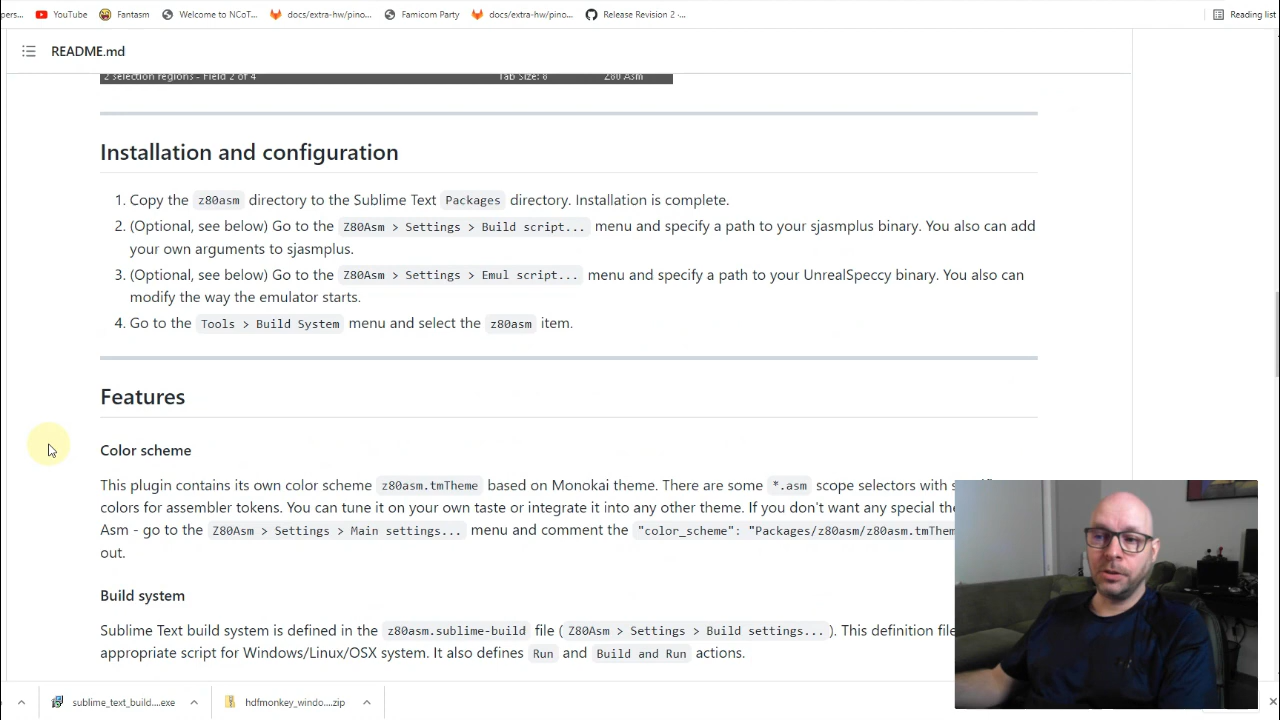 pers... YouTube Fantasm Welcome to NCoT... docs/extra-hw/pino... Famicom Party docs/extra-hw/pino... Release Revision 2 ·... Reading list
README.md
2 selection regions - Field 2 of 4 Tab Size: 8 Z80 Asm
Installation and configuration
1. Copy the z80asm directory to the Sublime Text Packages directory. Installation is complete.
2. (Optional, see below) Go to the Z80Asm > Settings > Build script... menu and specify a path to your sjasmplus binary. You also can add
your own arguments to sjasmplus.
3. (Optional, see below) Go to the Z80Asm > Settings > Emul script... menu and specify a path to your UnrealSpeccy binary. You also can
modify the way the emulator starts.
4. Go to the Tools > Build System menu and select the z80asm item.
Features
Color scheme
This plugin contains its own color scheme z80asm.tmTheme based on Monokai theme. There are some *.asm scope selectors with
colors for assembler tokens. You can tune it on your own taste or integrate it into any other theme. If you don't want any special the
Asm - go to the Z80Asm > Settings > Main settings... menu and comment the "color_scheme": "Packages/z80asm/z80asm.tmThem
out.
Build system
Sublime Text build system is defined in the z80asm.sublime-build file ( Z80Asm > Settings > Build settings... ). This definition file
appropriate script for Windows/Linux/OSX system. It also defines Run and Build and Run actions.
sublime_text_build....exe hdfmonkey_windo....zip